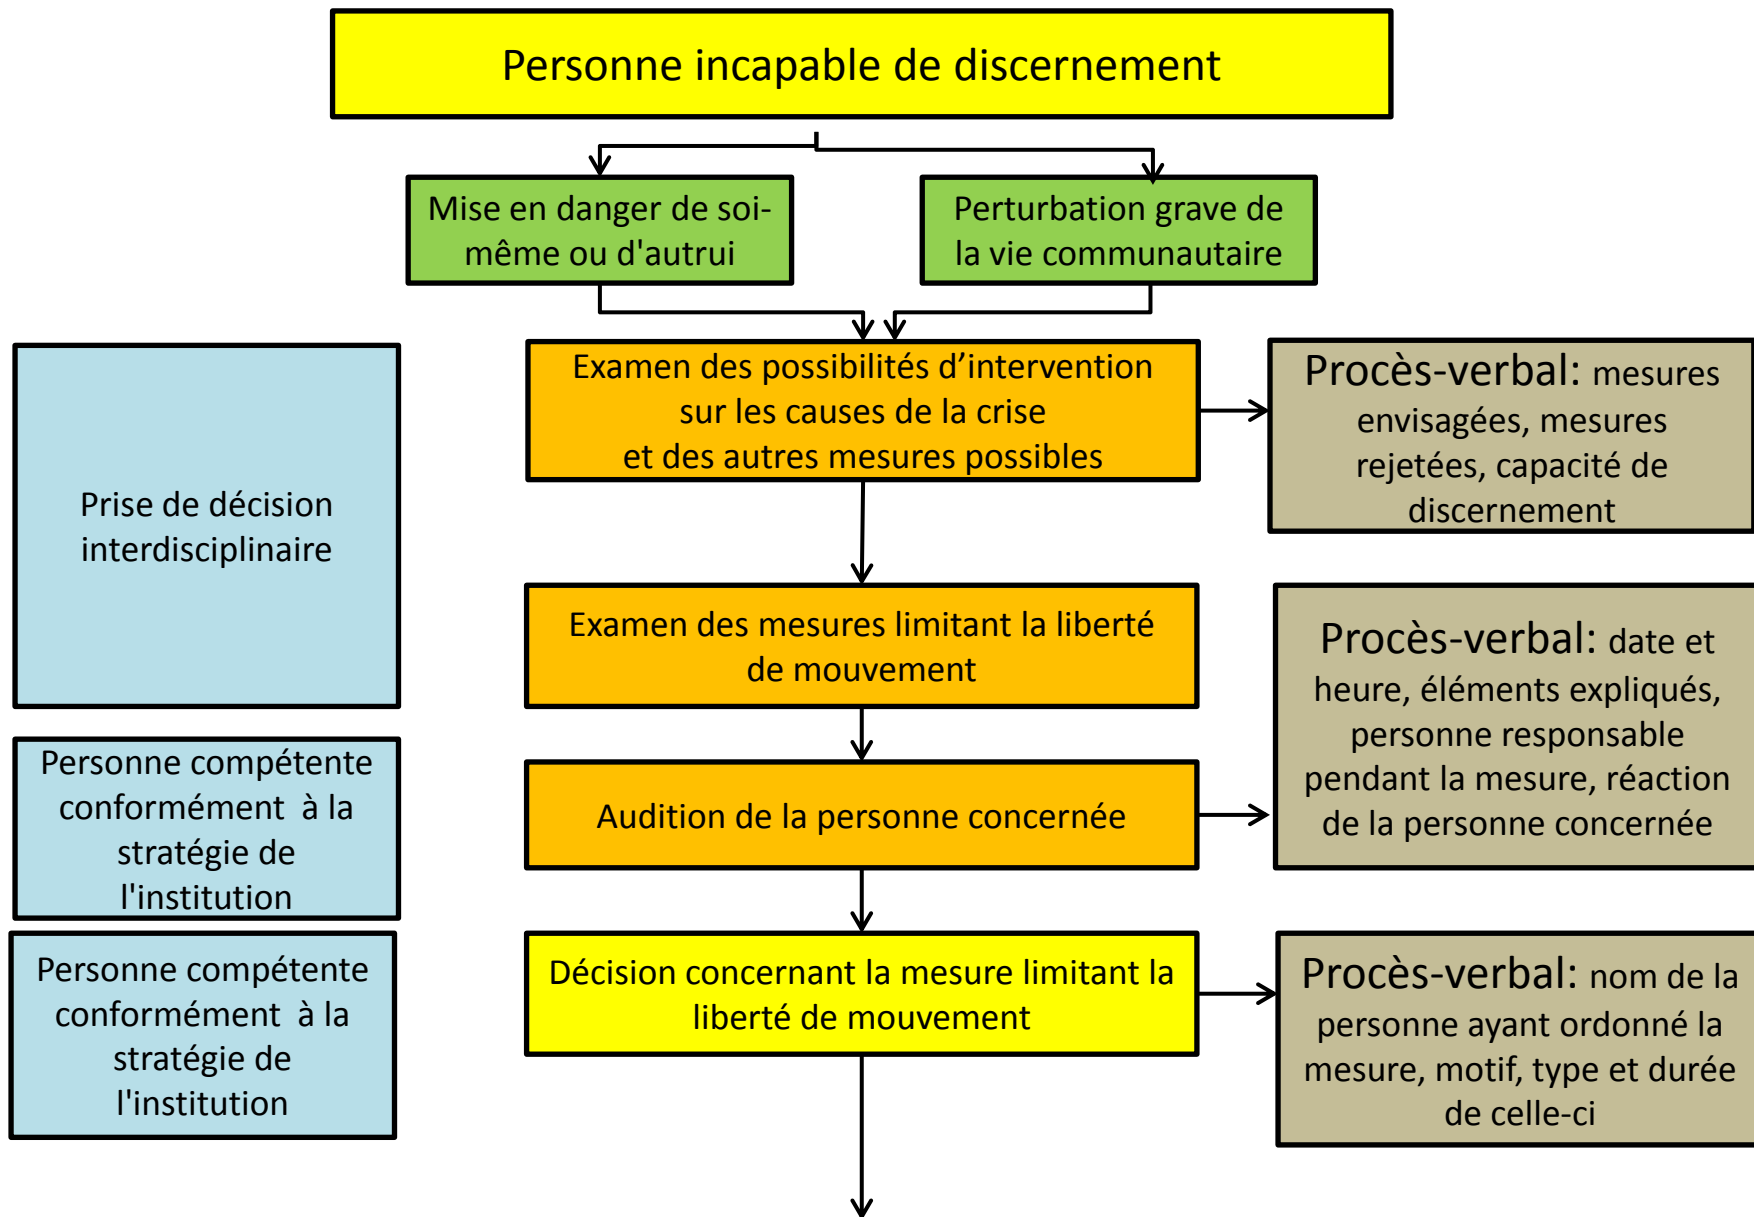 Personne incapable de discernement
Mise en danger de soi-
même ou d'autrui
Perturbation grave de
la vie communautaire
Prise de décision
interdisciplinaire
Examen des possibilités d’intervention
sur les causes de la crise
et des autres mesures possibles
Procès-verbal: mesures
envisagées, mesures
rejetées, capacité de
discernement
Examen des mesures limitant la liberté
de mouvement
Procès-verbal: date et
heure, éléments expliqués,
personne responsable
pendant la mesure, réaction
de la personne concernée
Personne compétente
conformément à la
stratégie de
l'institution
Audition de la personne concernée
Personne compétente
conformément à la
stratégie de
l'institution
Décision concernant la mesure limitant la
liberté de mouvement
Procès-verbal: nom de la
personne ayant ordonné la
mesure, motif, type et durée
de celle-ci